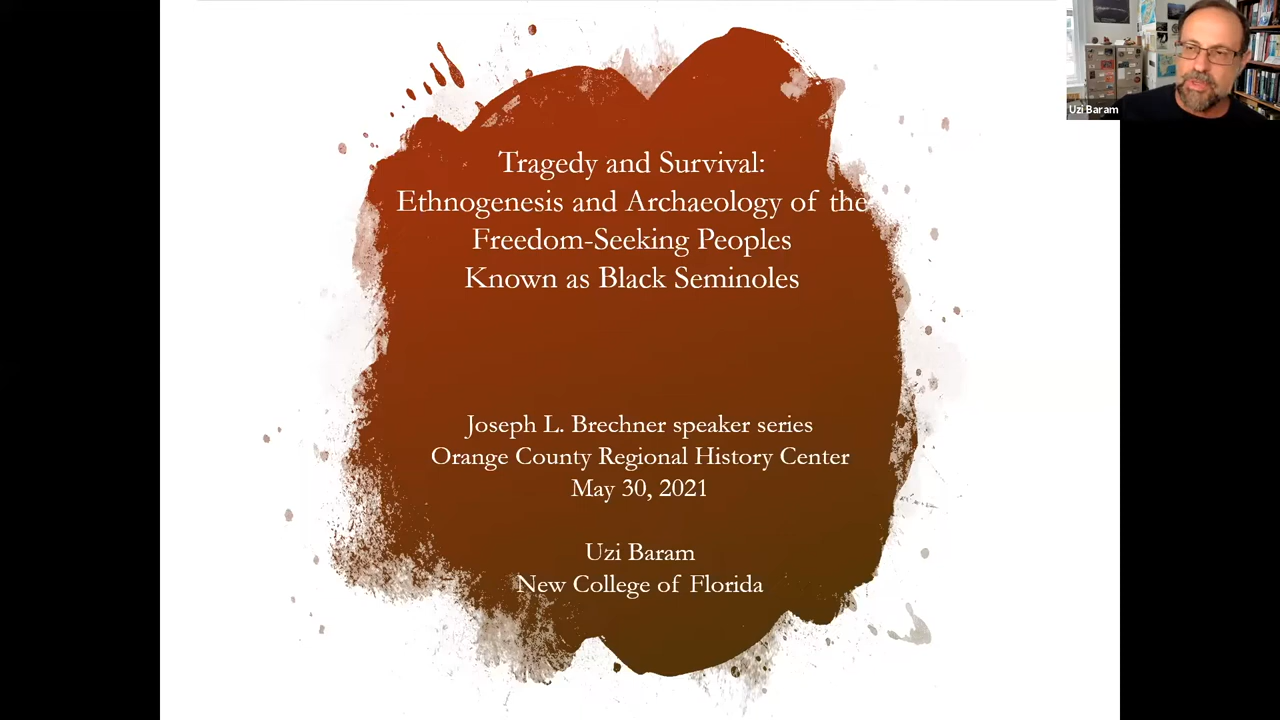 Tragedy and Survival:
Ethnogenesis and Archaeology of the
Freedom-Seeking Peoples
Known as Black Seminoles
Joseph L. Brechner speaker series
Orange County Regional History Center
May 30, 2021
Uzi Baram
New College of Florida
Uzi Baram